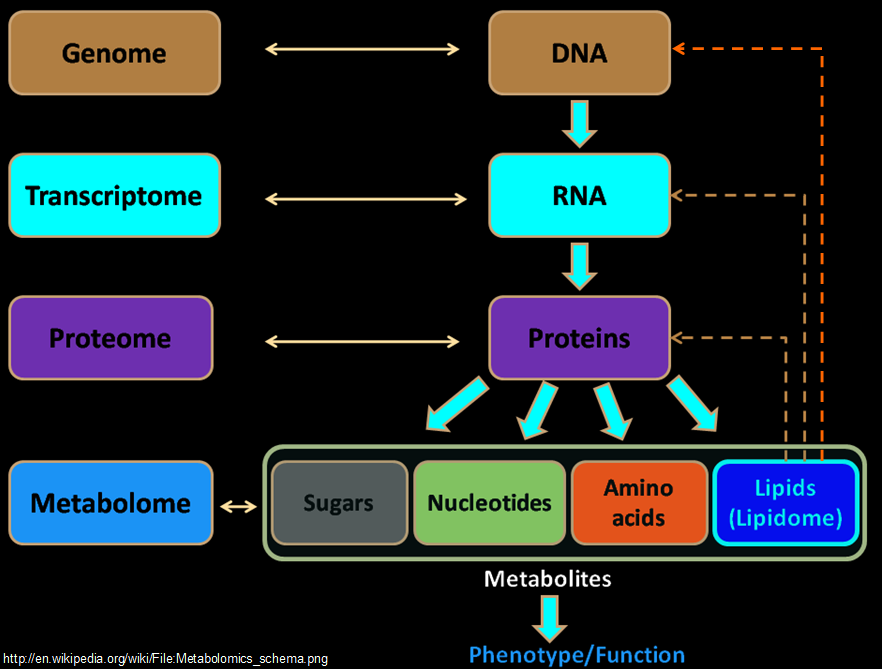 Genome
DNA
Transcriptome
RNA
Proteome
Proteins
Metabolome
Sugars
Nucleotides
Amino
acids
Lipids
(Lipidome)
Metabolites
Phenotype/Function
http://en.wikipedia.org/wiki/File:Metabolomics_schema.png